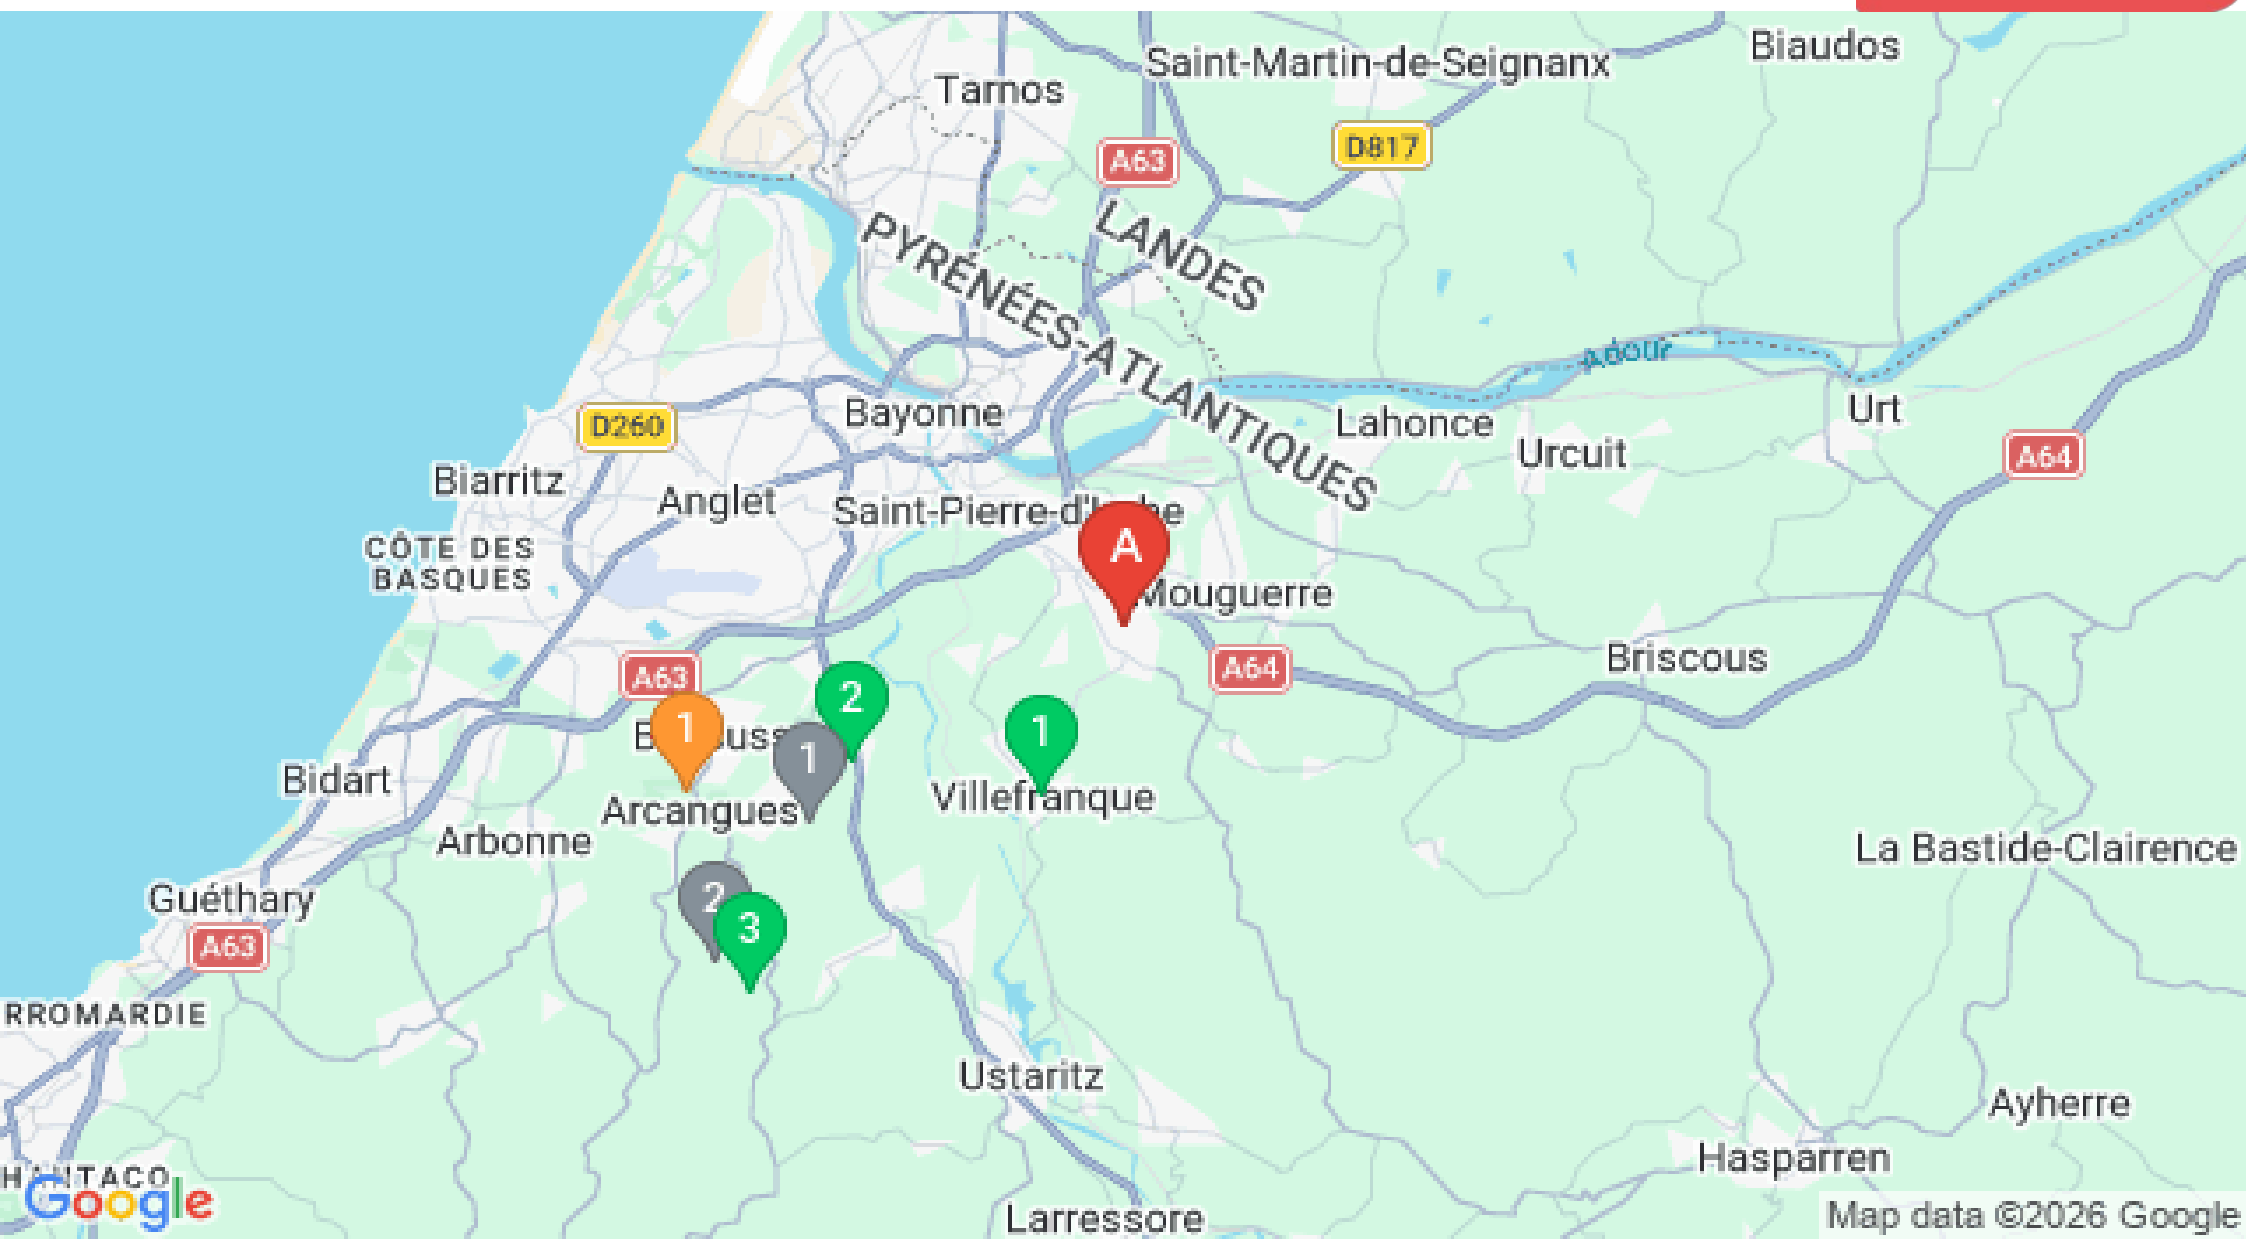 Biaudos
Saint-Martin-de-Seignanx
Tarnos
D817
A63
LANDES
PYRÉNÉES-ATLANTIQUES
Adour
Bayonne
Urt
Lahonce
D260
Urcuit
A64
Biarritz
Anglet
Saint-Pierre-d'
CÔTE DES
BASQUES
A
Mouguerre
Briscous
A63
A64
2
1
1
1
Bidart
Villefranque
Arcangues
Arbonne
La Bastide-Clairence
Guéthary
2
3
A63
RROMARDIE
Ustaritz
Ayherre
Hasparren
Google
Larressore
Map data ©2026 Google